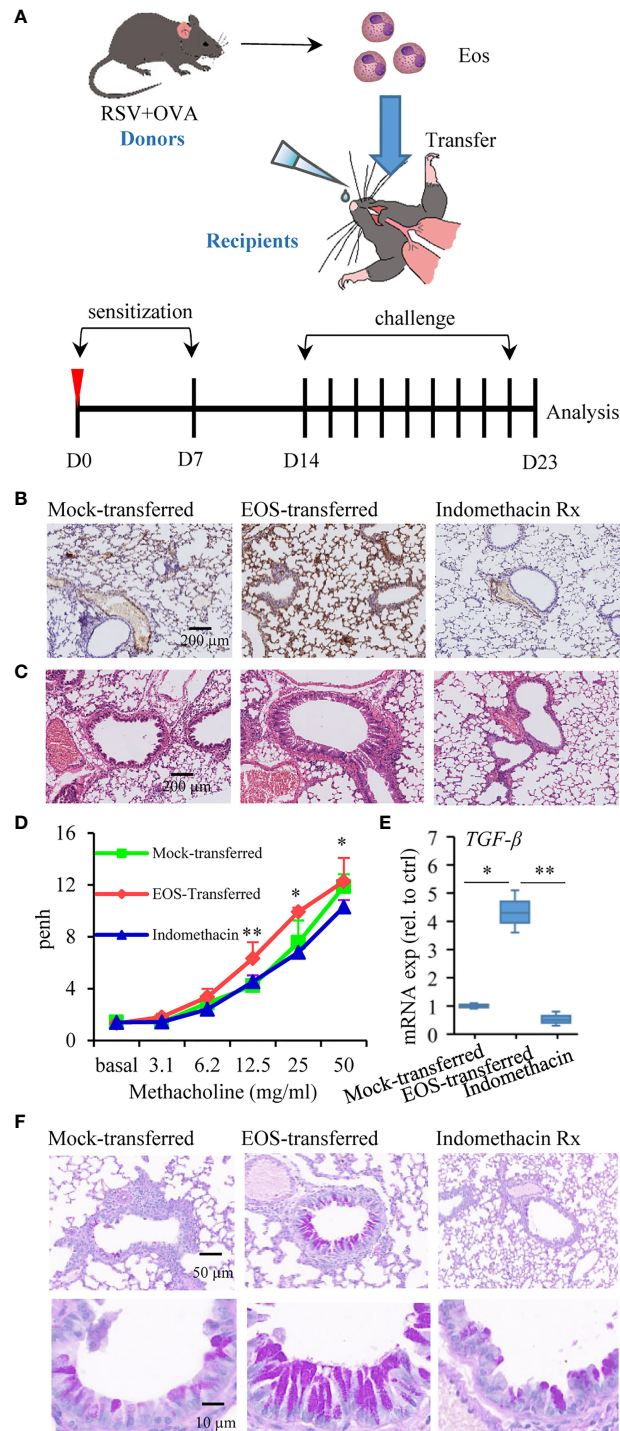 A
Eos
RSV+OVA
Donors
Transfer
Recipients
sensitization
challenge
Analysis
D0
D7
D14
D23
B
Mock-transferred
EOS-transferred
Indomethacin Rx
200 µm
C
200 µm
D
penh
16
12
8
4
0
Mock-transferred
EOS-Transferred
Indomethacin
**
*
*
basal
3.1
6.2
12.5
25
50
Methacholine (mg/ml)
E
TGF-β
mRNA exp (rel. to ctrl)
7
6
5
4
3
2
1
0
*
**
Mock-transferred
EOS-transferred
Indomethacin
F
Mock-transferred
EOS-transferred
Indomethacin Rx
50 µm
10 µm